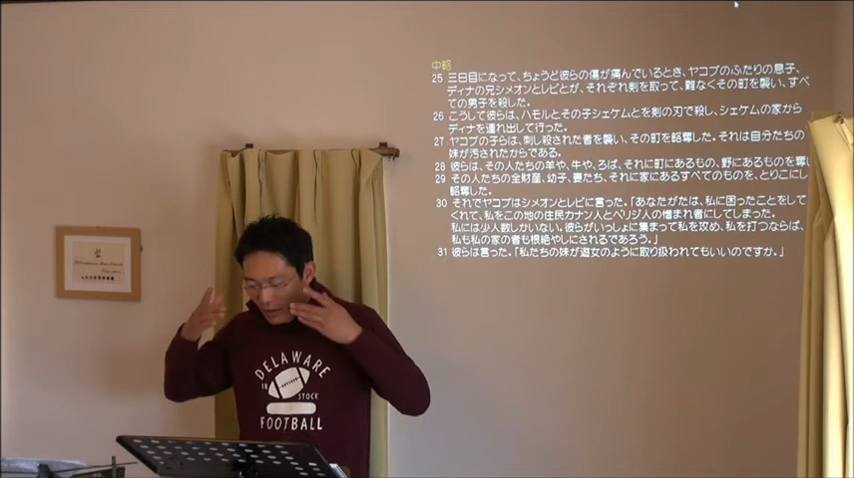 中略
25 三日目になって、ちょうど彼らの傷が痛んでいるとき、ヤコブのふたりの息子、
ディナの兄シメオンとレビとが、それぞれ剣を取って、難なくその町を襲い、すべ
ての男子を殺した。
26 こうして彼らは、ハモルとその子シェケムとを剣の刃で殺し、シェケムの家から
ディナを連れ出して行った。
27 ヤコブの子らは、刺し殺された者を襲い、その町を略奪した。それは自分たちの
妹が汚されたからである。
28 彼らは、その人たちの羊や、牛や、ろば、それに町にあるもの、野にあるものを奪
29 その人たちの全財産、幼子、妻たち、それに家にあるすべてのものを、とりこにし
略奪した。
30 それでヤコブはシメオンとレビに言った。「あなたがたは、私に困ったことをして
くれて、私をこの地の住民カナン人とペリジ人の憎まれ者にしてしまった。
私には少人数しかいない。彼らがいっしょに集まって私を攻め、私を打つならば、
私も私の家の者も根絶やしにされるであろう。」
31 彼らは言った。「私たちの妹が遊女のように取り扱われてもいいのですか。」
DELAWARE
18 STOCK
FOOTBALL